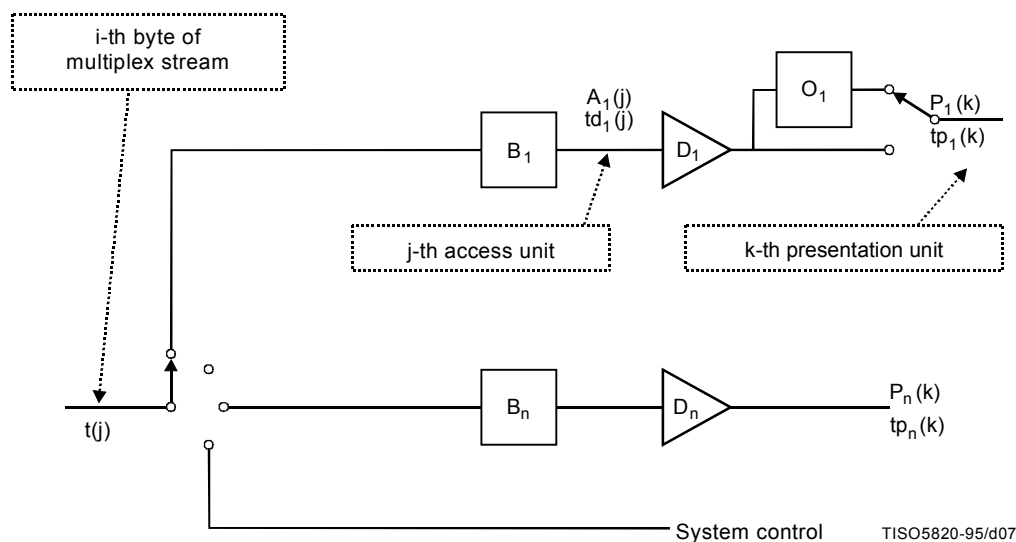 i-th byte of
multiplex stream
A₁(j)
td₁(j)
O₁
P₁(k)
tp₁(k)
B₁
D₁
j-th access unit
k-th presentation unit
t(j)
Bₙ
Dₙ
Pₙ(k)
tpₙ(k)
System control
TISO5820-95/d07